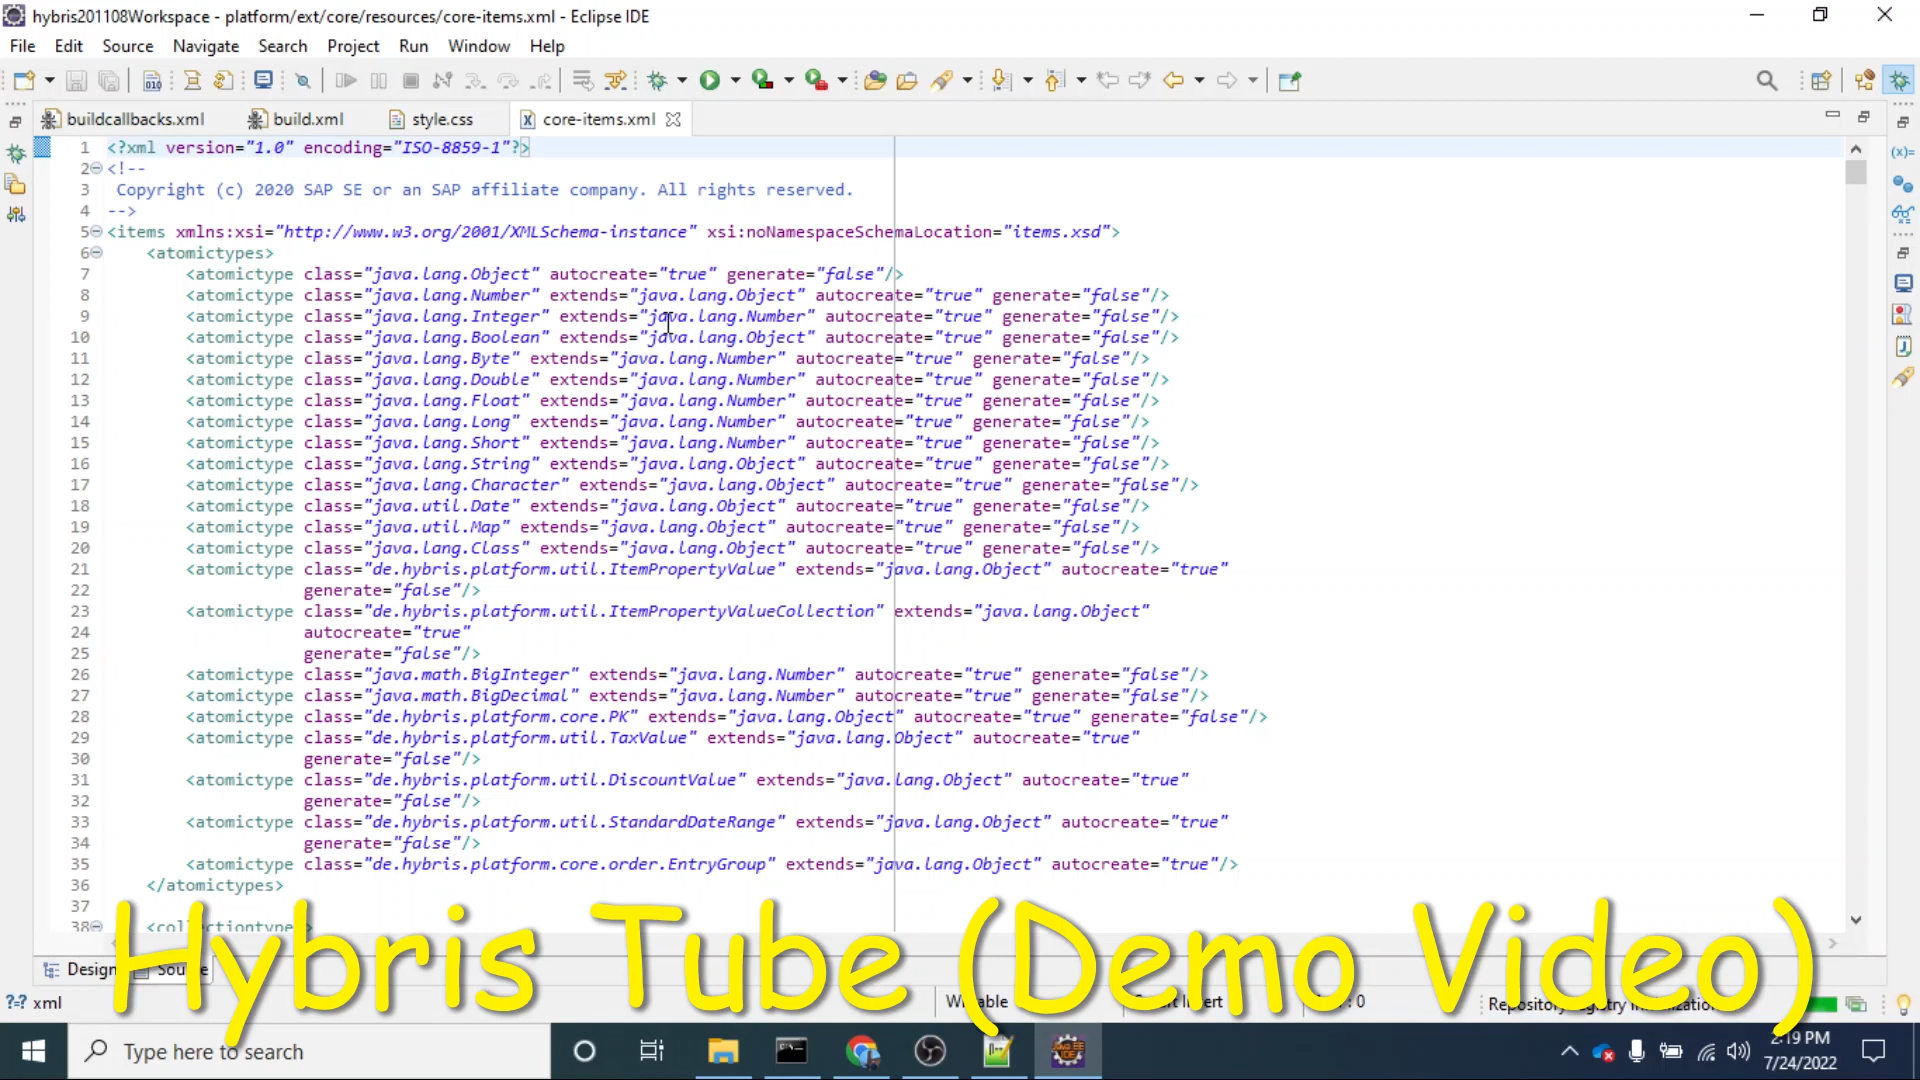 hybris201108Workspace - platform/ext/core/resources/core-items.xml - Eclipse IDE
File Edit Source Navigate Search Project Run Window Help
buildcallbacks.xml build.xml style.css core-items.xml
1 <?xml version="1.0" encoding="ISO-8859-1"?>
2 <!--
3 Copyright (c) 2020 SAP SE or an SAP affiliate company. All rights reserved.
4 -->
5 <items xmlns:xsi="http://www.w3.org/2001/XMLSchema-instance" xsi:noNamespaceSchemaLocation="items.xsd">
6 <atomictypes>
7 <atomictype class="java.lang.Object" autocreate="true" generate="false"/>
8 <atomictype class="java.lang.Number" extends="java.lang.Object" autocreate="true" generate="false"/>
9 <atomictype class="java.lang.Integer" extends="java.lang.Number" autocreate="true" generate="false"/>
10 <atomictype class="java.lang.Boolean" extends="java.lang.Object" autocreate="true" generate="false"/>
11 <atomictype class="java.lang.Byte" extends="java.lang.Number" autocreate="true" generate="false"/>
12 <atomictype class="java.lang.Double" extends="java.lang.Number" autocreate="true" generate="false"/>
13 <atomictype class="java.lang.Float" extends="java.lang.Number" autocreate="true" generate="false"/>
14 <atomictype class="java.lang.Long" extends="java.lang.Number" autocreate="true" generate="false"/>
15 <atomictype class="java.lang.Short" extends="java.lang.Number" autocreate="true" generate="false"/>
16 <atomictype class="java.lang.String" extends="java.lang.Object" autocreate="true" generate="false"/>
17 <atomictype class="java.lang.Character" extends="java.lang.Object" autocreate="true" generate="false"/>
18 <atomictype class="java.util.Date" extends="java.lang.Object" autocreate="true" generate="false"/>
19 <atomictype class="java.util.Map" extends="java.lang.Object" autocreate="true" generate="false"/>
20 <atomictype class="java.lang.Class" extends="java.lang.Object" autocreate="true" generate="false"/>
21 <atomictype class="de.hybris.platform.util.ItemPropertyValue" extends="java.lang.Object" autocreate="true"
22 generate="false"/>
23 <atomictype class="de.hybris.platform.util.ItemPropertyValueCollection" extends="java.lang.Object"
24 autocreate="true"
25 generate="false"/>
26 <atomictype class="java.math.BigInteger" extends="java.lang.Number" autocreate="true" generate="false"/>
27 <atomictype class="java.math.BigDecimal" extends="java.lang.Number" autocreate="true" generate="false"/>
28 <atomictype class="de.hybris.platform.core.PK" extends="java.lang.Object" autocreate="true" generate="false"/>
29 <atomictype class="de.hybris.platform.util.TaxValue" extends="java.lang.Object" autocreate="true"
30 generate="false"/>
31 <atomictype class="de.hybris.platform.util.DiscountValue" extends="java.lang.Object" autocreate="true"
32 generate="false"/>
33 <atomictype class="de.hybris.platform.util.StandardDateRange" extends="java.lang.Object" autocreate="true"
34 generate="false"/>
35 <atomictype class="de.hybris.platform.core.order.EntryGroup" extends="java.lang.Object" autocreate="true"/>
36 </atomictypes>
37
38 <collectiontype
Hybris Tube (Demo Video)
Design Source
xml
Type here to search
2:19 PM
7/24/2022